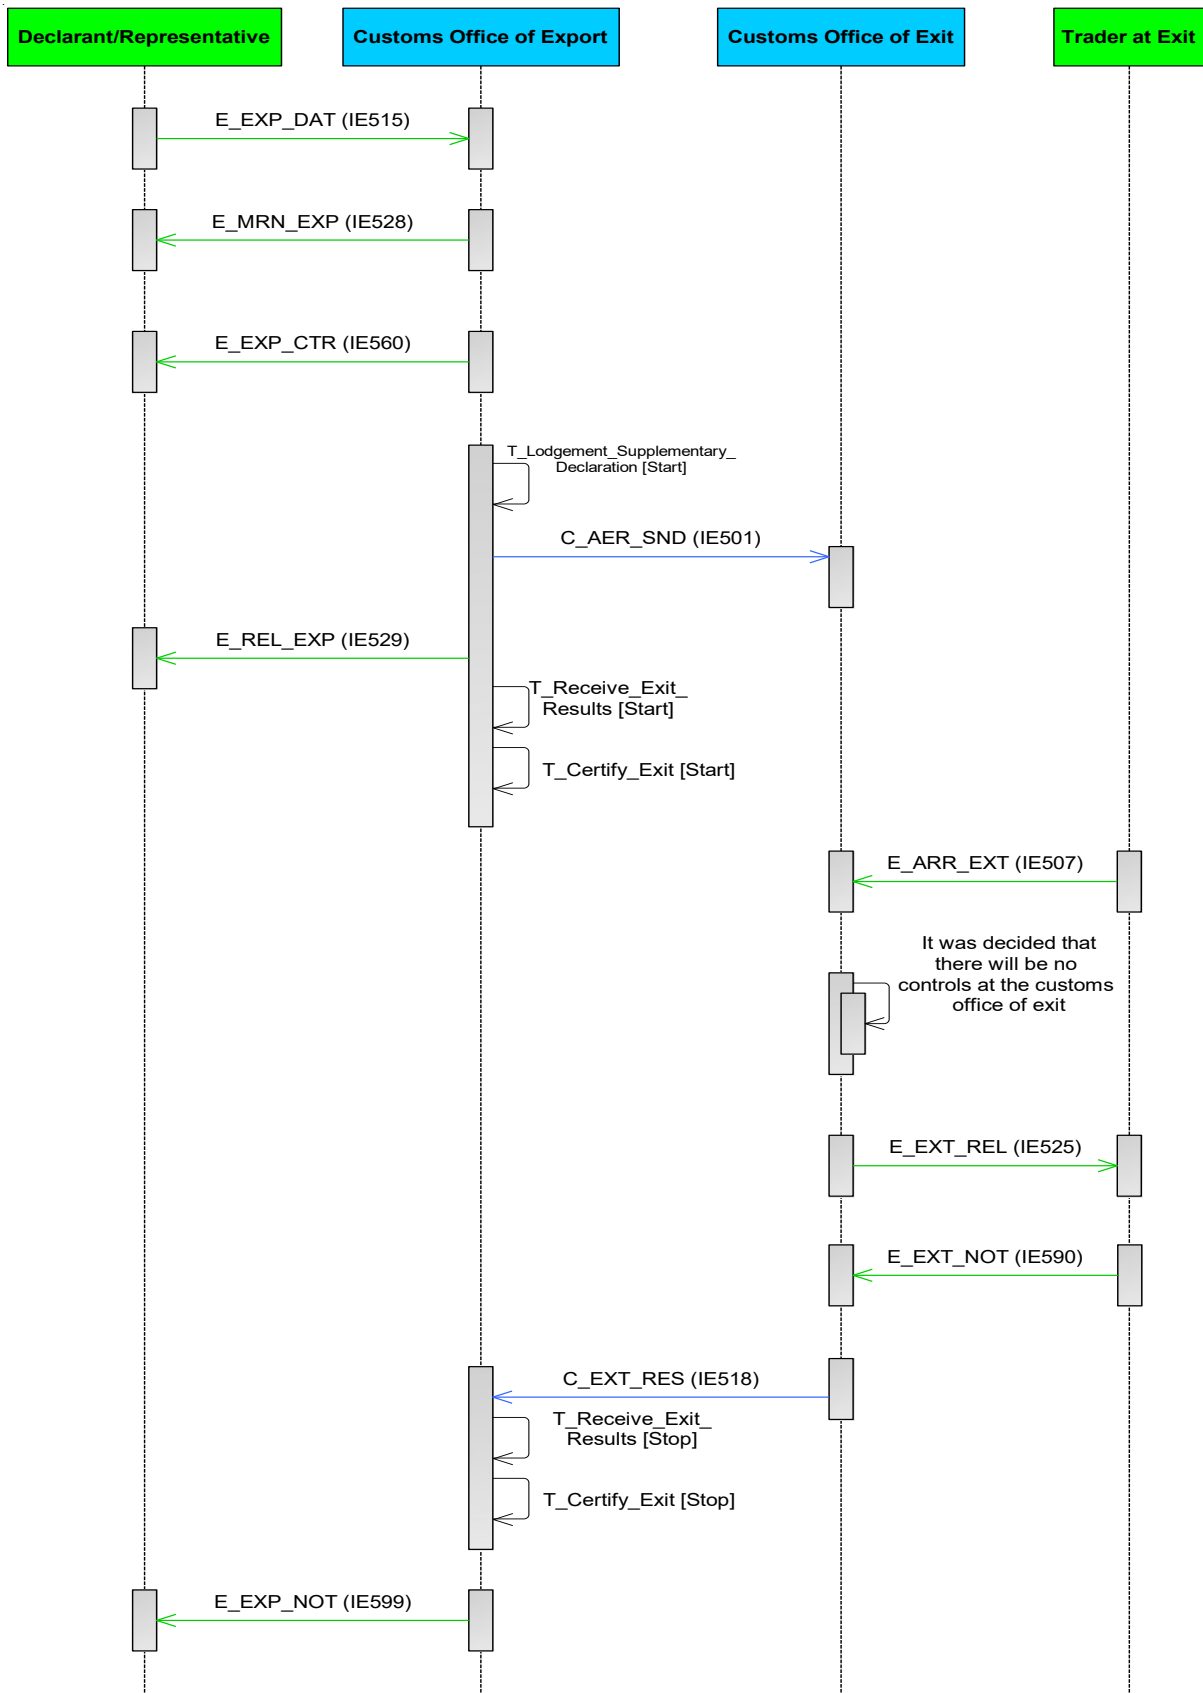 Declarant/Representative
Customs Office of Export
Customs Office of Exit
Trader at Exit
E_EXP_DAT (IE515)
E_MRN_EXP (IE528)
E_EXP_CTR (IE560)
T_Lodgement_Supplementary_
Declaration [Start]
C_AER_SND (IE501)
E_REL_EXP (IE529)
T_Receive_Exit_
Results [Start]
T_Certify_Exit [Start]
E_ARR_EXT (IE507)
It was decided that
there will be no
controls at the customs
office of exit
E_EXT_REL (IE525)
E_EXT_NOT (IE590)
C_EXT_RES (IE518)
T_Receive_Exit_
Results [Stop]
T_Certify_Exit [Stop]
E_EXP_NOT (IE599)